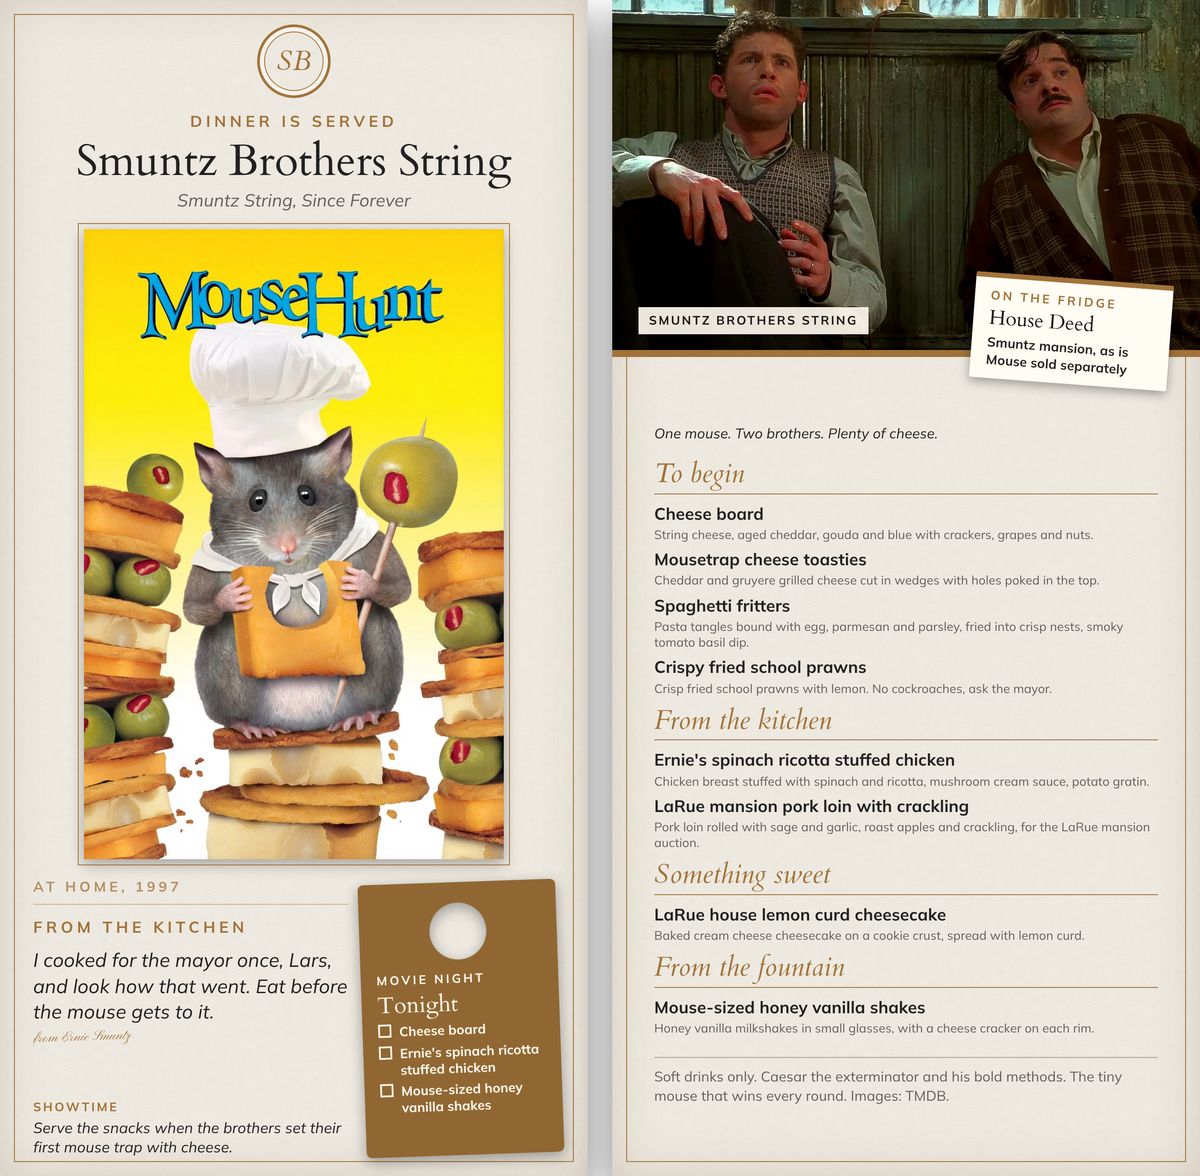 SB
DINNER IS SERVED
Smuntz Brothers String
Smuntz String, Since Forever
MouseHunt
AT HOME, 1997
FROM THE KITCHEN
I cooked for the mayor once, Lars,
and look how that went. Eat before
the mouse gets to it.
from Ernie Smuntz
SHOWTIME
Serve the snacks when the brothers set their
first mouse trap with cheese.
MOVIE NIGHT
Tonight
Cheese board
Ernie's spinach ricotta
stuffed chicken
Mouse-sized honey
vanilla shakes
SMUNTZ BROTHERS STRING
ON THE FRIDGE
House Deed
Smuntz mansion, as is
Mouse sold separately
One mouse. Two brothers. Plenty of cheese.
To begin
Cheese board
String cheese, aged cheddar, gouda and blue with crackers, grapes and nuts.
Mousetrap cheese toasties
Cheddar and gruyere grilled cheese cut in wedges with holes poked in the top.
Spaghetti fritters
Pasta tangles bound with egg, parmesan and parsley, fried into crisp nests, smoky
tomato basil dip.
Crispy fried school prawns
Crisp fried school prawns with lemon. No cockroaches, ask the mayor.
From the kitchen
Ernie's spinach ricotta stuffed chicken
Chicken breast stuffed with spinach and ricotta, mushroom cream sauce, potato gratin.
LaRue mansion pork loin with crackling
Pork loin rolled with sage and garlic, roast apples and crackling, for the LaRue mansion
auction.
Something sweet
LaRue house lemon curd cheesecake
Baked cream cheese cheesecake on a cookie crust, spread with lemon curd.
From the fountain
Mouse-sized honey vanilla shakes
Honey vanilla milkshakes in small glasses, with a cheese cracker on each rim.
Soft drinks only. Caesar the exterminator and his bold methods. The tiny
mouse that wins every round. Images: TMDB.